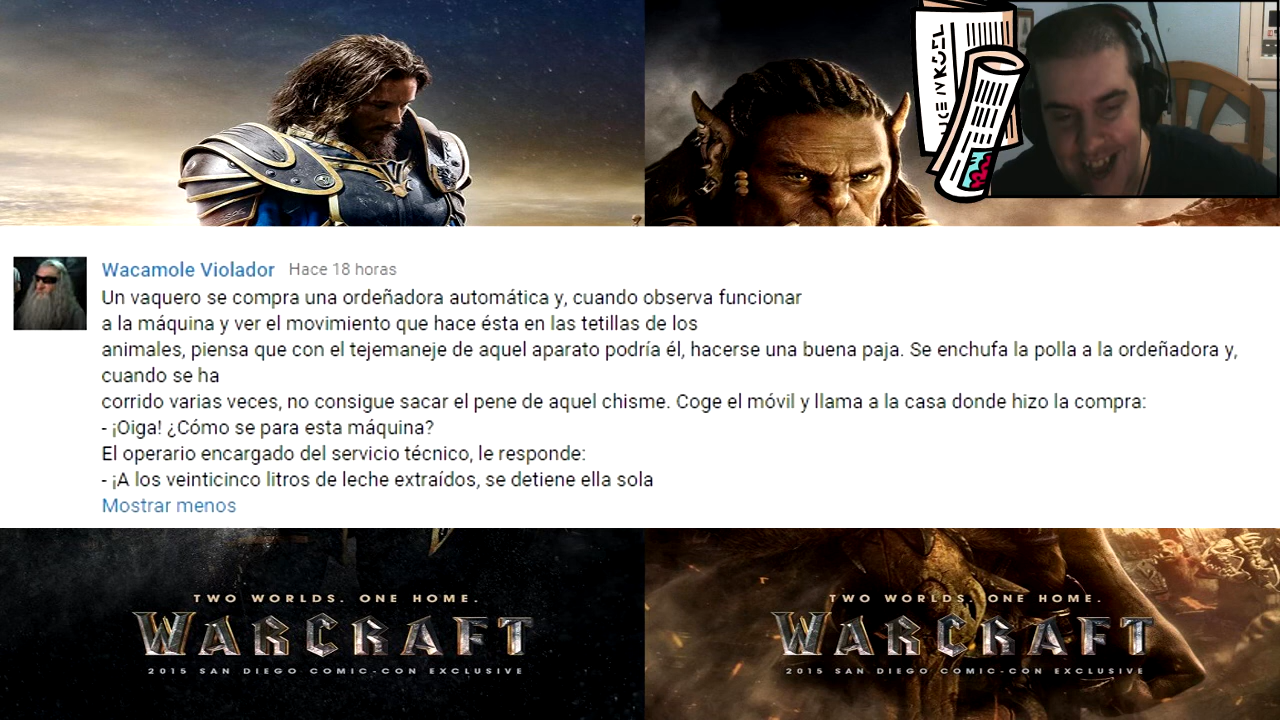 Wacamole Violador Hace 18 horas
Un vaquero se compra una ordeñadora automática y, cuando observa funcionar
a la máquina y ver el movimiento que hace ésta en las tetillas de los
animales, piensa que con el tejemaneje de aquel aparato podría él, hacerse una buena paja. Se enchufa la polla a la ordeñadora y,
cuando se ha
corrido varias veces, no consigue sacar el pene de aquel chisme. Coge el móvil y llama a la casa donde hizo la compra:
- ¡Oiga! ¿Cómo se para esta máquina?
El operario encargado del servicio técnico, le responde:
- ¡A los veinticinco litros de leche extraídos, se detiene ella sola
Mostrar menos
TWO WORLDS. ONE HOME.
WARCRAFT
2015 SAN DIEGO COMIC-CON EXCLUSIVE
TWO WORLDS. ONE HOME.
WARCRAFT
2015 SAN DIEGO COMIC-CON EXCLUSIVE